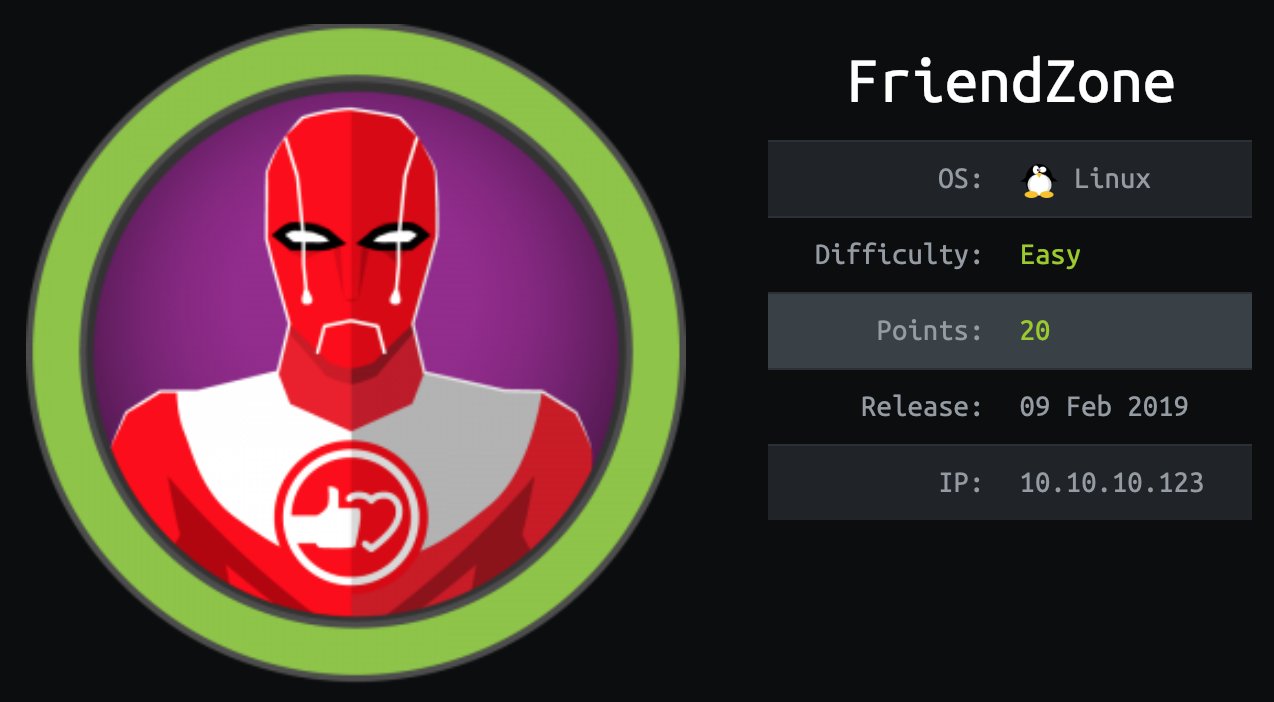 FriendZone
OS: Linux
Difficulty: Easy
Points: 20
Release: 09 Feb 2019
IP: 10.10.10.123